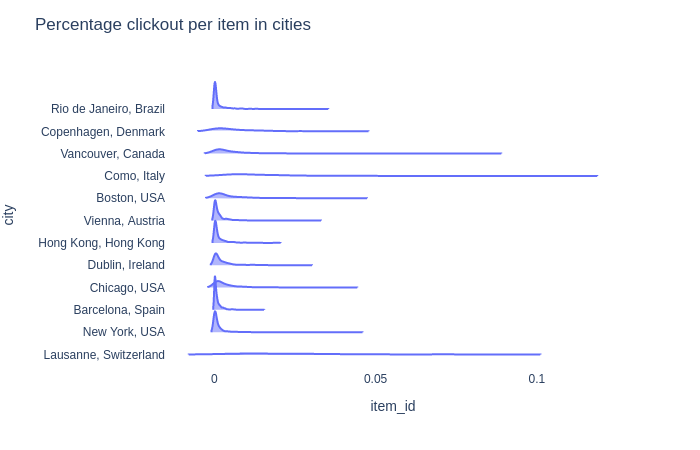 Percentage clickout per item in cities
Rio de Janeiro, Brazil
Copenhagen, Denmark
Vancouver, Canada
Como, Italy
Boston, USA
Vienna, Austria
Hong Kong, Hong Kong
Dublin, Ireland
Chicago, USA
Barcelona, Spain
New York, USA
Lausanne, Switzerland
city
0
0.05
0.1
item_id